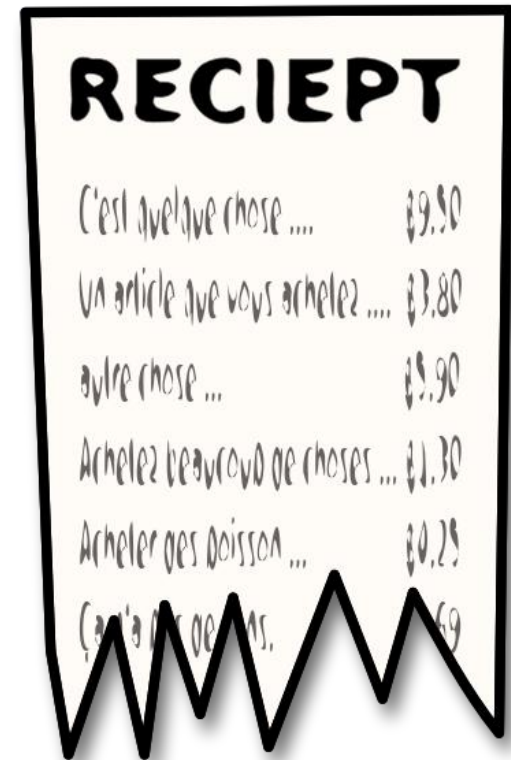 RECIEPT
C'est quelque chose .... $9.50
Un article que vous achetez .... $3.80
autre chose ... $5.90
Achetez beaucoup de choses ... $1.30
Acheter des poisson ... $0.25